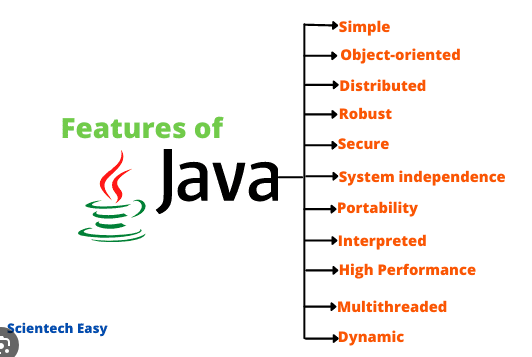 Features of
Java
Simple
Object-oriented
Distributed
Robust
Secure
System independence
Portability
Interpreted
High Performance
Multithreaded
Dynamic
Scientech Easy